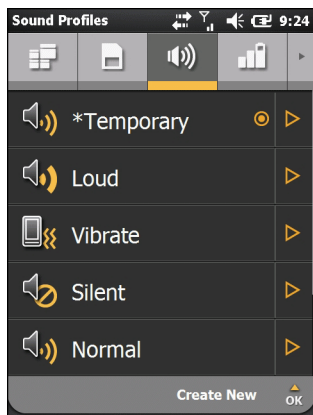 Sound Profiles 9:24
*Temporary
Loud
Vibrate
Silent
Normal
Create New OK